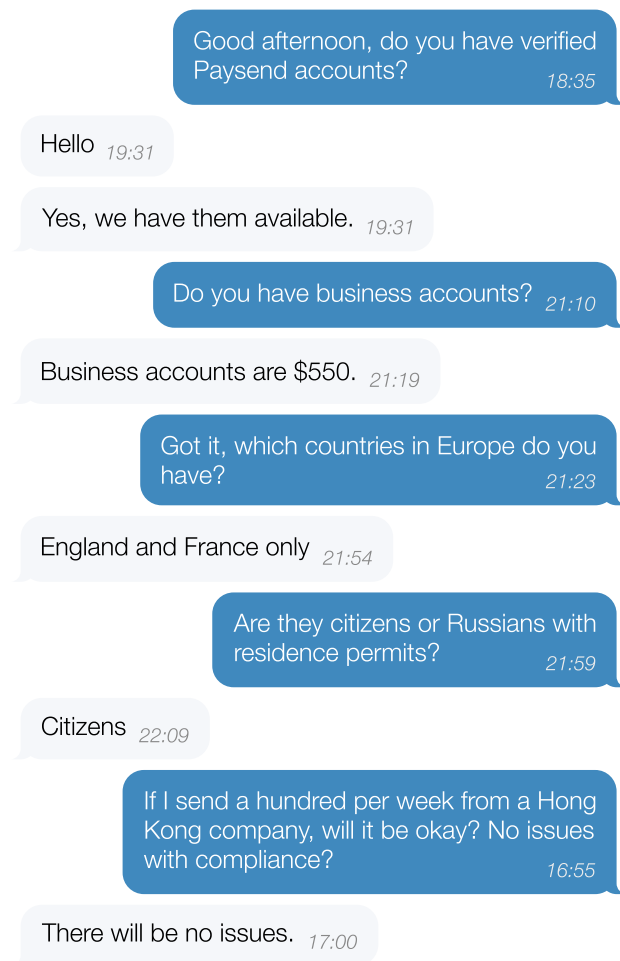 Good afternoon, do you have verified
Paysend accounts?
18:35
Hello 19:31
Yes, we have them available. 19:31
Do you have business accounts? 21:10
Business accounts are $550. 21:19
Got it, which countries in Europe do you
have?
21:23
England and France only 21:54
Are they citizens or Russians with
residence permits?
21:59
Citizens 22:09
If I send a hundred per week from a Hong
Kong company, will it be okay? No issues
with compliance?
16:55
There will be no issues. 17:00